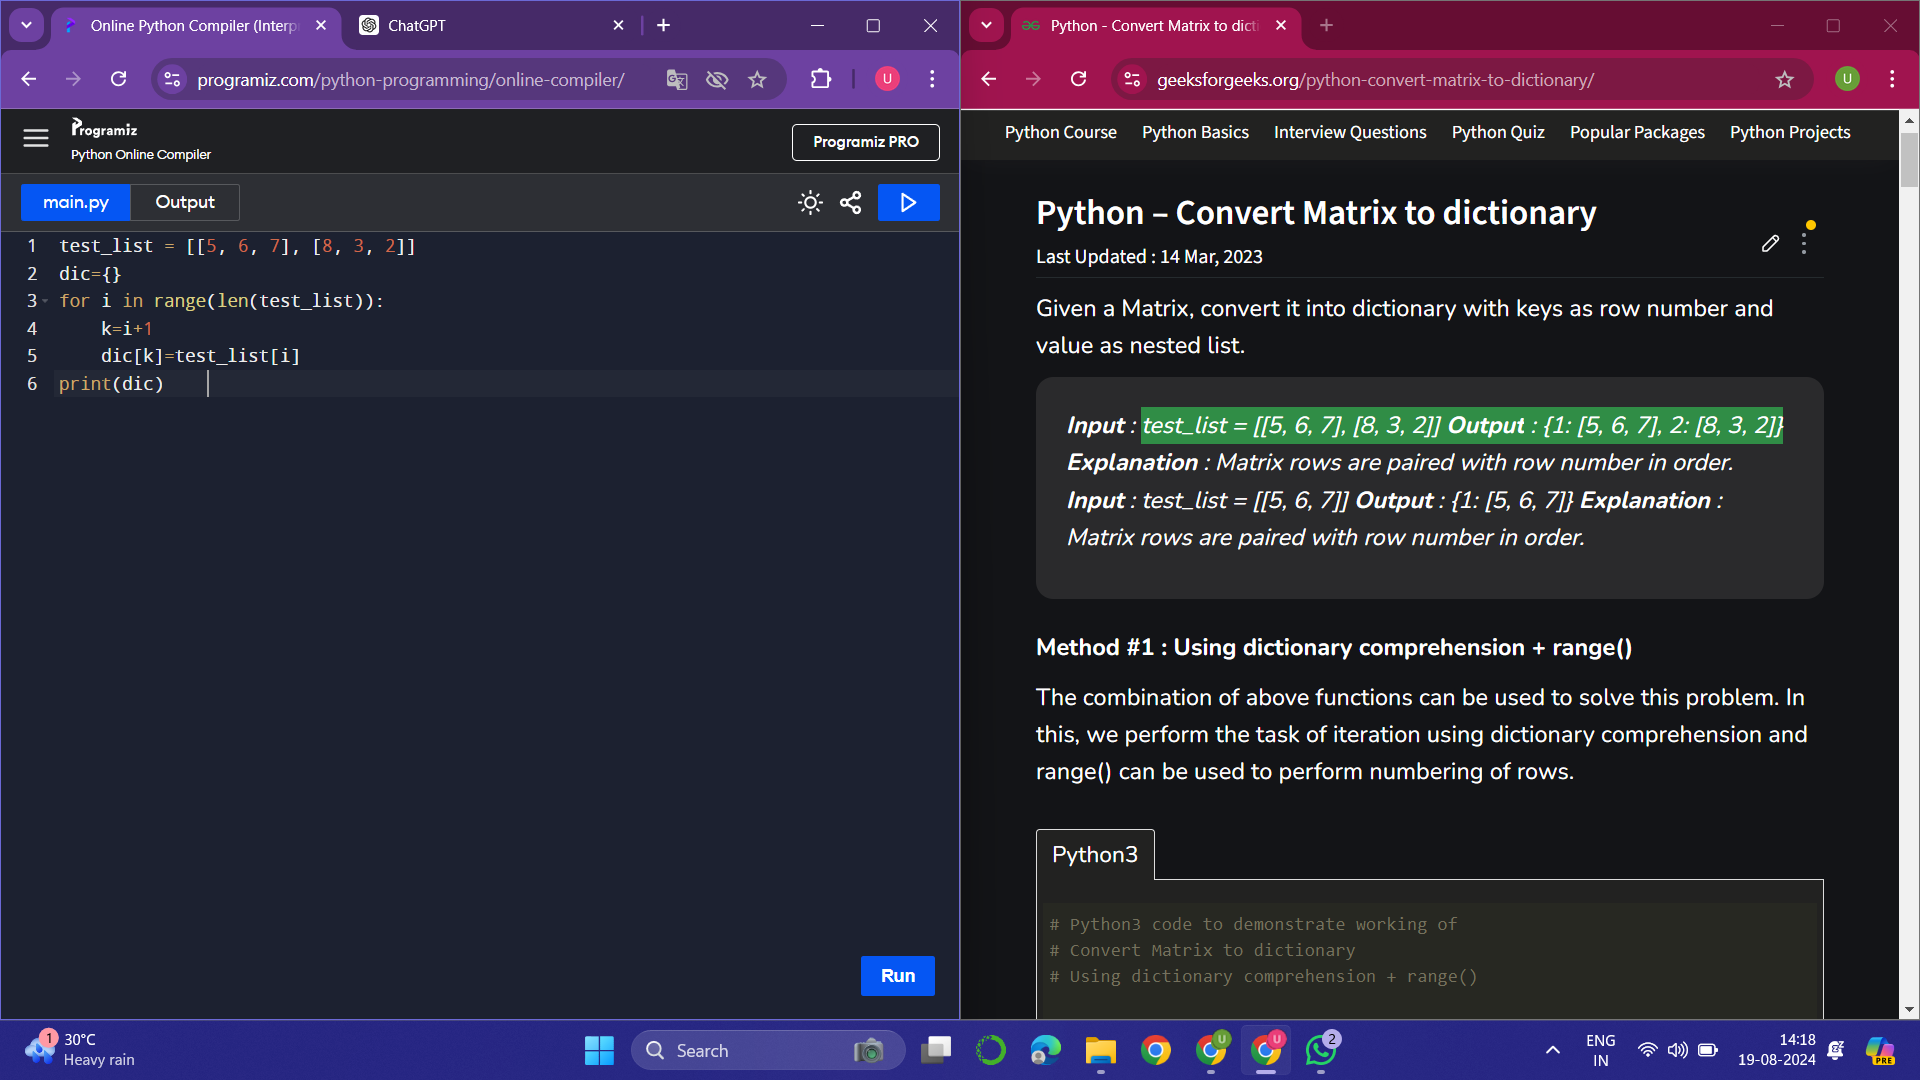 Online Python Compiler (Interp
ChatGPT
programiz.com/python-programming/online-compiler/
U
Programiz
Python Online Compiler
Programiz PRO
main.py
Output
1 test_list = [[5, 6, 7], [8, 3, 2]]
2 dic={}
3 for i in range(len(test_list)):
4     k=i+1
5     dic[k]=test_list[i]
6 print(dic)
Run
Python - Convert Matrix to dict
geeksforgeeks.org/python-convert-matrix-to-dictionary/
U
Python Course Python Basics Interview Questions Python Quiz Popular Packages Python Projects
Python – Convert Matrix to dictionary
Last Updated : 14 Mar, 2023
Given a Matrix, convert it into dictionary with keys as row number and
value as nested list.
Input : test_list = [[5, 6, 7], [8, 3, 2]] Output : {1: [5, 6, 7], 2: [8, 3, 2]}
Explanation : Matrix rows are paired with row number in order.
Input : test_list = [[5, 6, 7]] Output : {1: [5, 6, 7]} Explanation :
Matrix rows are paired with row number in order.
Method #1 : Using dictionary comprehension + range()
The combination of above functions can be used to solve this problem. In
this, we perform the task of iteration using dictionary comprehension and
range() can be used to perform numbering of rows.
Python3
# Python3 code to demonstrate working of
# Convert Matrix to dictionary
# Using dictionary comprehension + range()
1
30°C
Heavy rain
Search
U
U
2
ENG
IN
14:18
19-08-2024
PRE